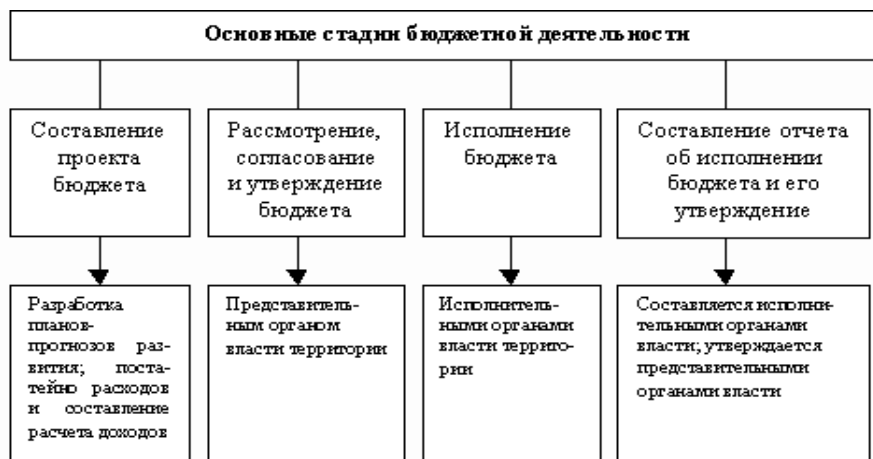 Основные стадии бюджетной деятельности
Составление
проекта
бюджета
Рассмотрение,
согласование
и утверждение
бюджета
Исполнение
бюджета
Составление отчета
об исполнении
бюджета и его
утверждение
Разработка
планов-
прогнозов раз-
вития; поста-
тейно расходов
и составление
расчета доходов
Представитель-
ным органом
власти территории
Исполнитель-
ными органами
власти террито-
рии
Составляется исполни-
тельными органами
власти; утверждается
представительными
органами власти